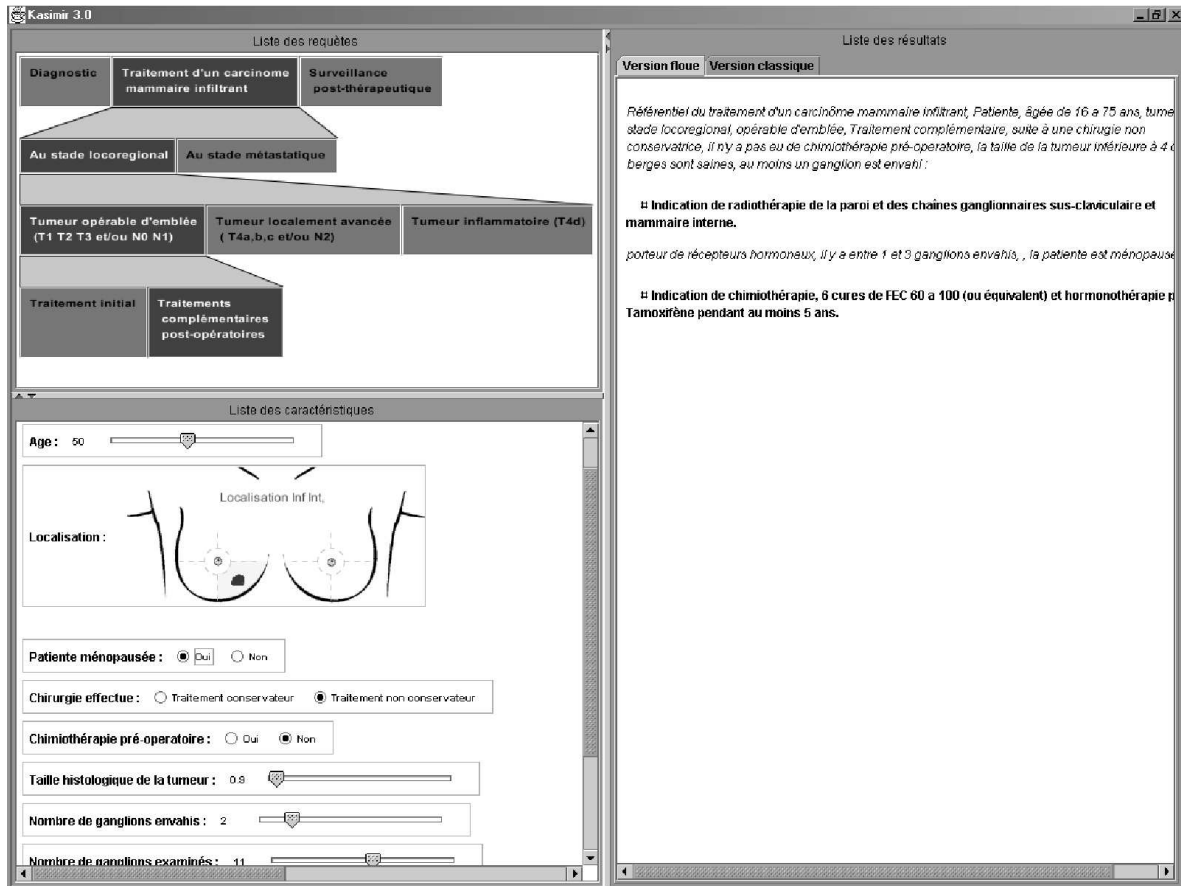 Kasimir 3.0
Liste des requètes
Diagnostic
Traitement d'un carcinome
mammaire infiltrant
Surveillance
post-thérapeutique
Au stade locoregional
Au stade métastatique
Tumeur opérable d'emblée
(T1 T2 T3 et/ou N0 N1)
Tumeur localement avancée
( T4a,b,c et/ou N2)
Tumeur inflammatoire (T4d)
Traitement initial
Traitements
complémentaires
post-opératoires
Liste des caractéristiques
Age : 50
Localisation Inf Int,
Localisation :
Patiente ménopausée : Oui Non
Chirurgie effectue : Traitement conservateur Traitement non conservateur
Chimiothérapie pré-operatoire : Oui Non
Taille histologique de la tumeur : 0.9
Nombre de ganglions envahis : 2
Nombre de ganglions examinés : 11
Liste des résultats
Version floue Version classique
Référentiel du traitement d'un carcinôme mammaire infiltrant, Patiente, âgée de 16 a 75 ans, tume
stade locoregional, opérable d'emblée, Traitement complémentaire, suite à une chirugie non
conservatrice, il n'y a pas eu de chimiothérapie pré-operatoire, la taille de la tumeur inférieure à 4 c
berges sont saines, au moins un ganglion est envahi :
¤ Indication de radiothérapie de la paroi et des chaînes ganglionnaires sus-claviculaire et
mammaire interne.
porteur de récepteurs hormonaux, il y a entre 1 et 3 ganglions envahis, , la patiente est ménopausé
¤ Indication de chimiothérapie, 6 cures de FEC 60 a 100 (ou équivalent) et hormonothérapie p
Tamoxifène pendant au moins 5 ans.